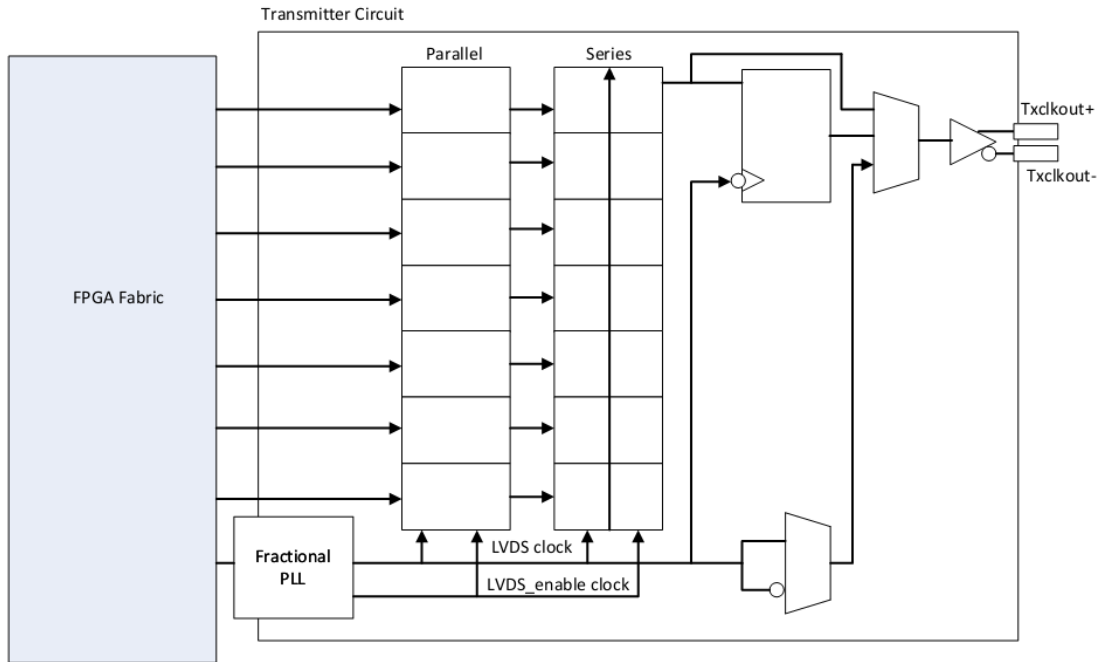 Transmitter Circuit
Parallel
Series
Txclkout+
Txclkout-
FPGA Fabric
Fractional
PLL
LVDS clock
LVDS_enable clock